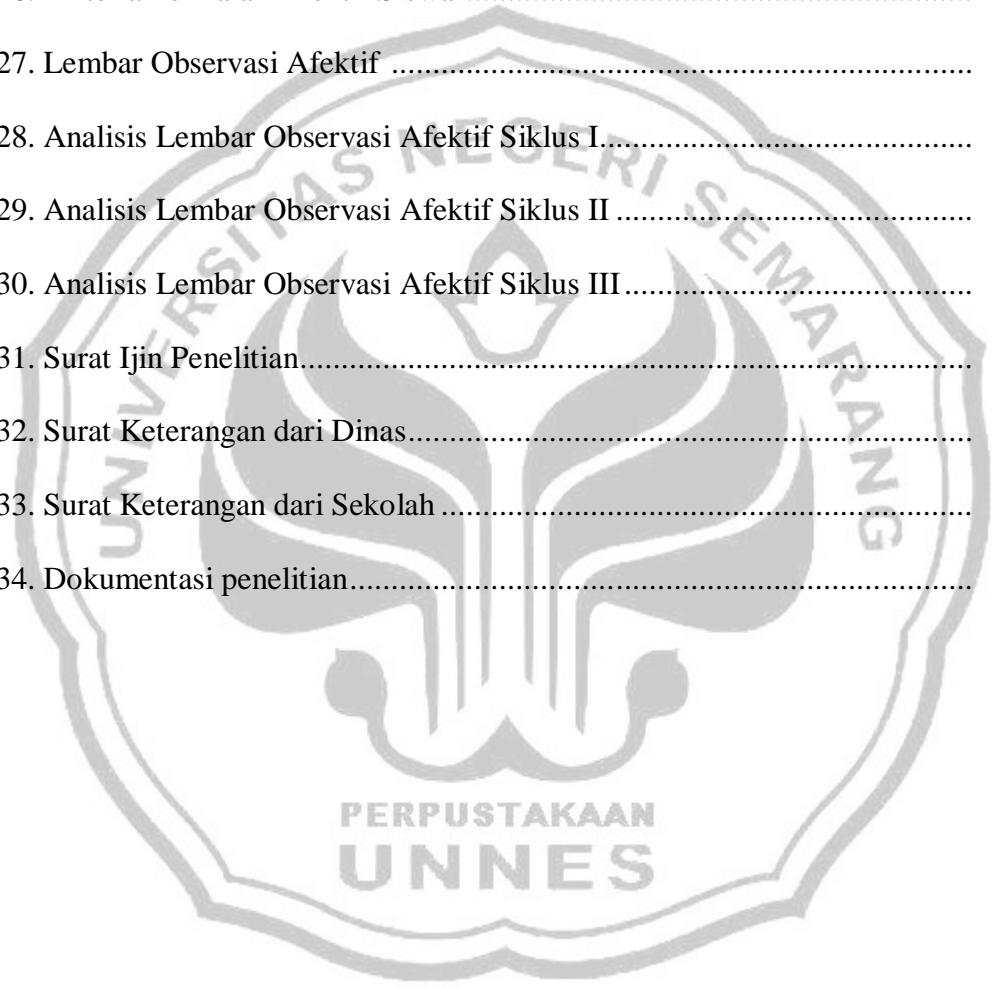 27. Lembar Observasi Afektif ........................................................................
28. Analisis Lembar Observasi Afektif Siklus I..............................................
29. Analisis Lembar Observasi Afektif Siklus II ............................................
30. Analisis Lembar Observasi Afektif Siklus III...........................................
31. Surat Ijin Penelitian...................................................................................
32. Surat Keterangan dari Dinas......................................................................
33. Surat Keterangan dari Sekolah ..................................................................
34. Dokumentasi penelitian.............................................................................
UNIVERSITAS NEGERI SEMARANG
PERPUSTAKAAN
UNNES